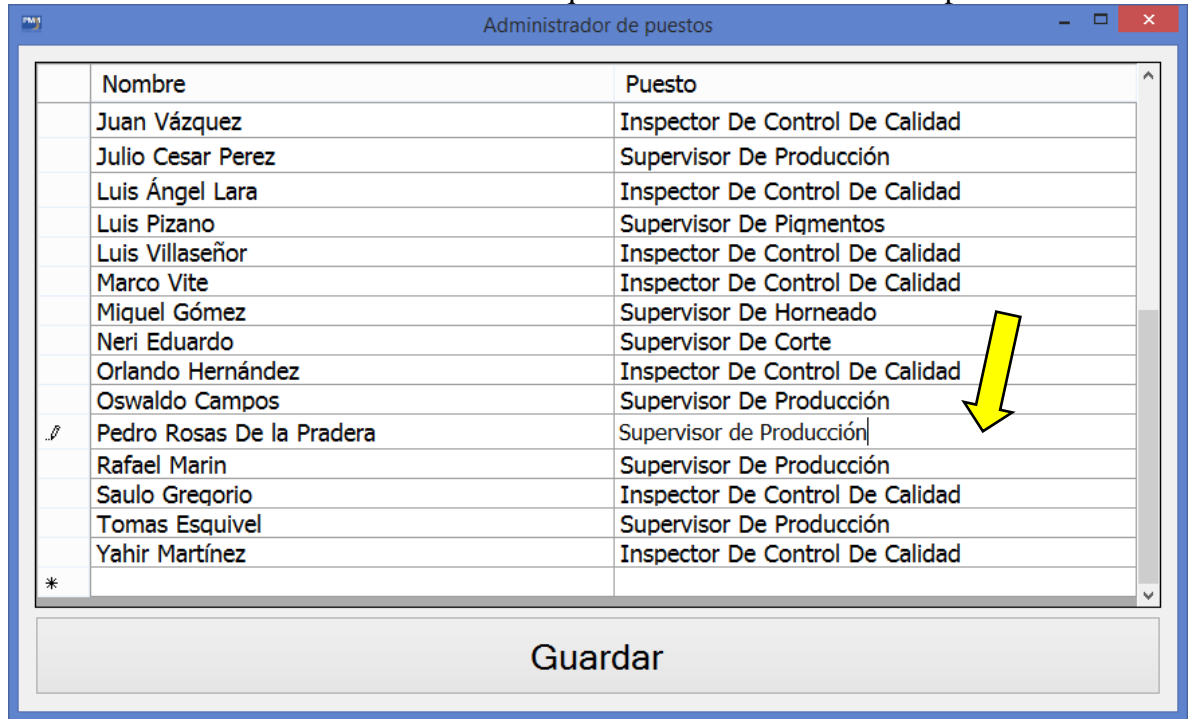 Administrador de puestos
Nombre Puesto
Juan Vázquez Inspector De Control De Calidad
Julio Cesar Perez Supervisor De Producción
Luis Ángel Lara Inspector De Control De Calidad
Luis Pizano Supervisor De Pigmentos
Luis Villaseñor Inspector De Control De Calidad
Marco Vite Inspector De Control De Calidad
Miguel Gómez Supervisor De Horneado
Neri Eduardo Supervisor De Corte
Orlando Hernández Inspector De Control De Calidad
Oswaldo Campos Supervisor De Producción
Pedro Rosas De la Pradera Supervisor de Producción
Rafael Marin Supervisor De Producción
Saulo Gregorio Inspector De Control De Calidad
Tomas Esquivel Supervisor De Producción
Yahir Martínez Inspector De Control De Calidad
*
Guardar